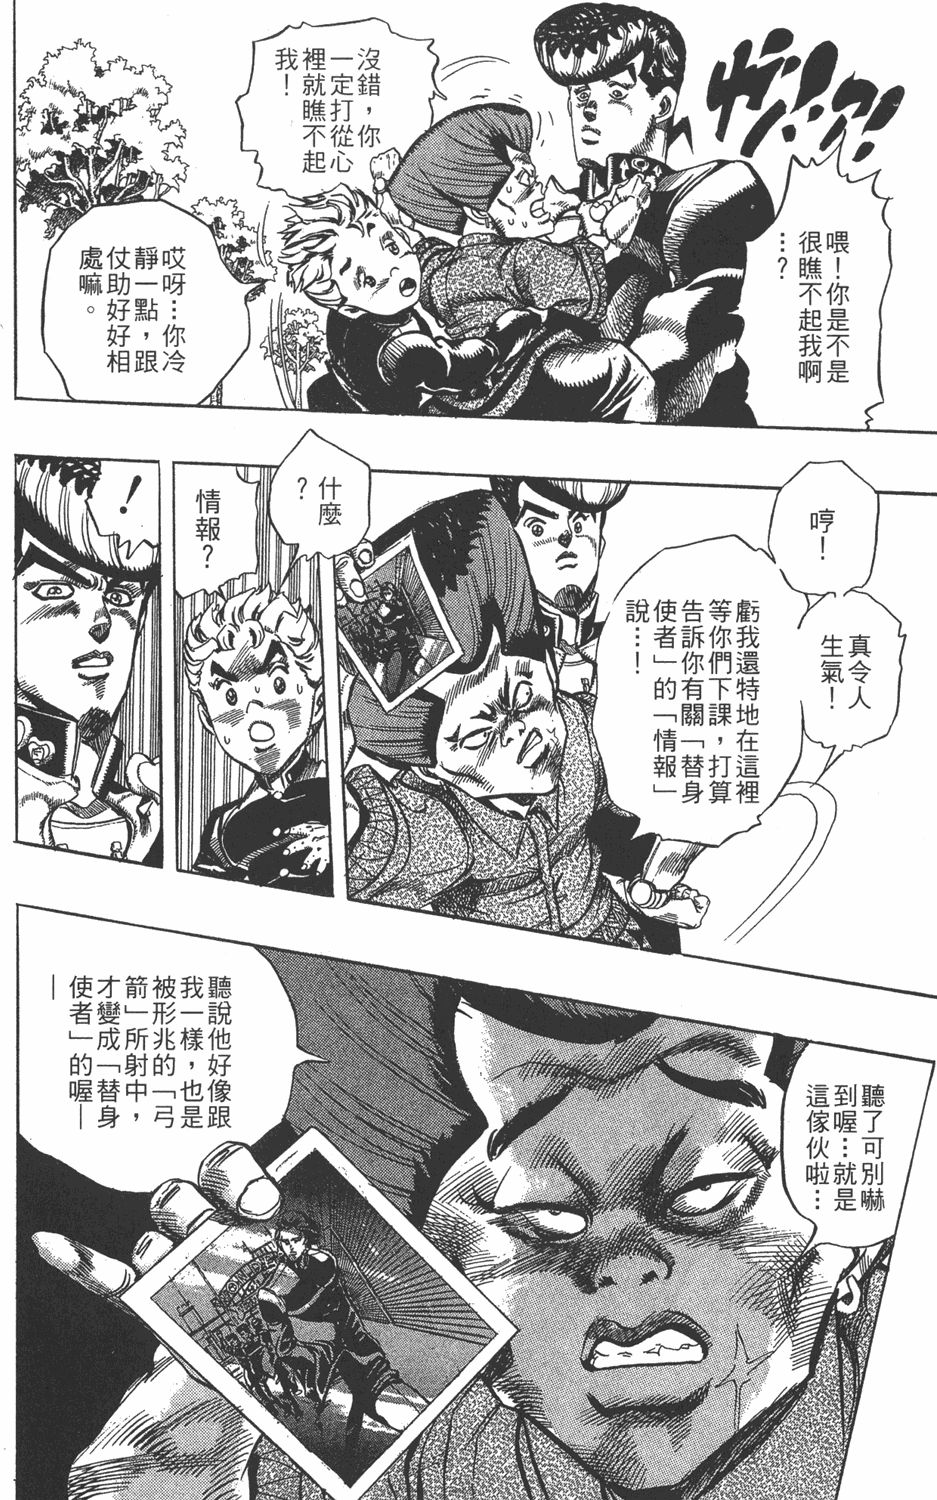 喂！你是不是
很瞧不起我啊
…？
沒錯，你
一定打從心
裡就瞧不起
我！
哎呀…你冷
靜一點，跟
仗助好好相
處嘛。
哼！
真令人
生氣！
虧我還特地在這裡
等你們下課，打算
告訴你有關「替身
使者」的「情報」
說…！
什麼
？
情報？
！
聽了可別嚇
到喔…就是
這傢伙啦…
聽說他好像跟
我一樣，也是
被形兆的「弓
箭」所射中，
才變成「替身
使者」的喔—
—